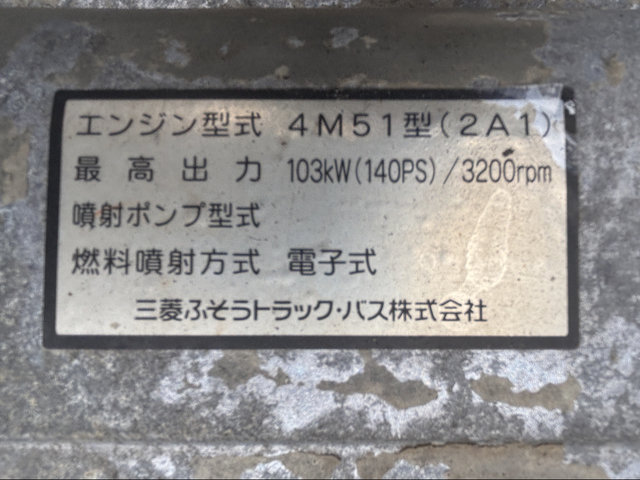 エンジン型式 4M51型(2A1)
最高出力 103kW(140PS)/3200rpm
噴射ポンプ型式
燃料噴射方式 電子式
三菱ふそうトラック・バス株式会社